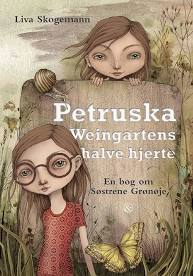 Liva Skogemann
Petruska
Weingartens
halve hjerte
En bog om
Søstrene Grønøje